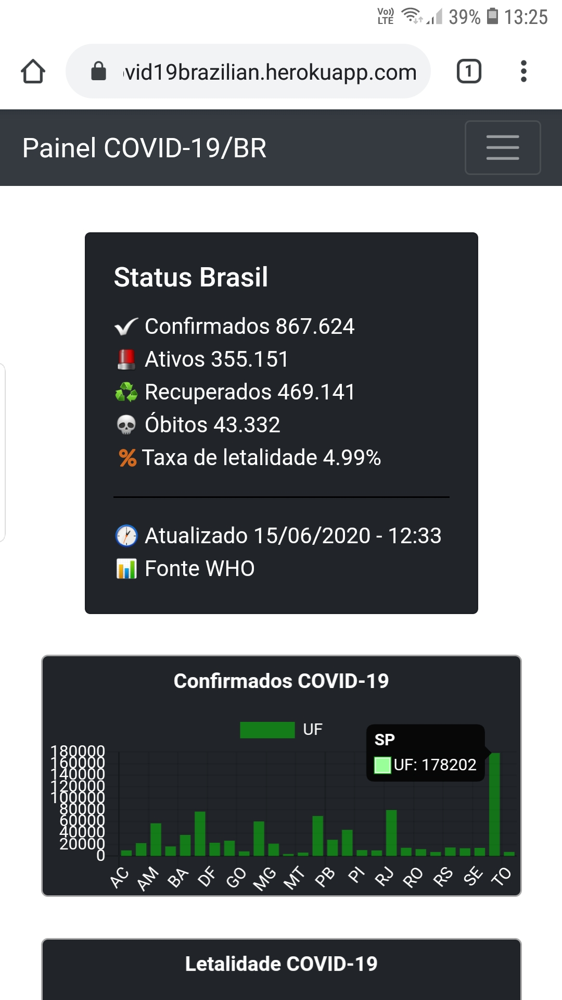 Vo)) LTE 39% 13:25
vid19brazilian.herokuapp.com 1
Painel COVID-19/BR
Status Brasil
Confirmados 867.624
Ativos 355.151
Recuperados 469.141
Óbitos 43.332
% Taxa de letalidade 4.99%
Atualizado 15/06/2020 - 12:33
Fonte WHO
Confirmados COVID-19
UF
SP
UF: 178202
180000
160000
140000
120000
100000
80000
60000
40000
20000
0
AC AM BA DF GO MG MT PB PI RJ RO RS SE TO
Letalidade COVID-19